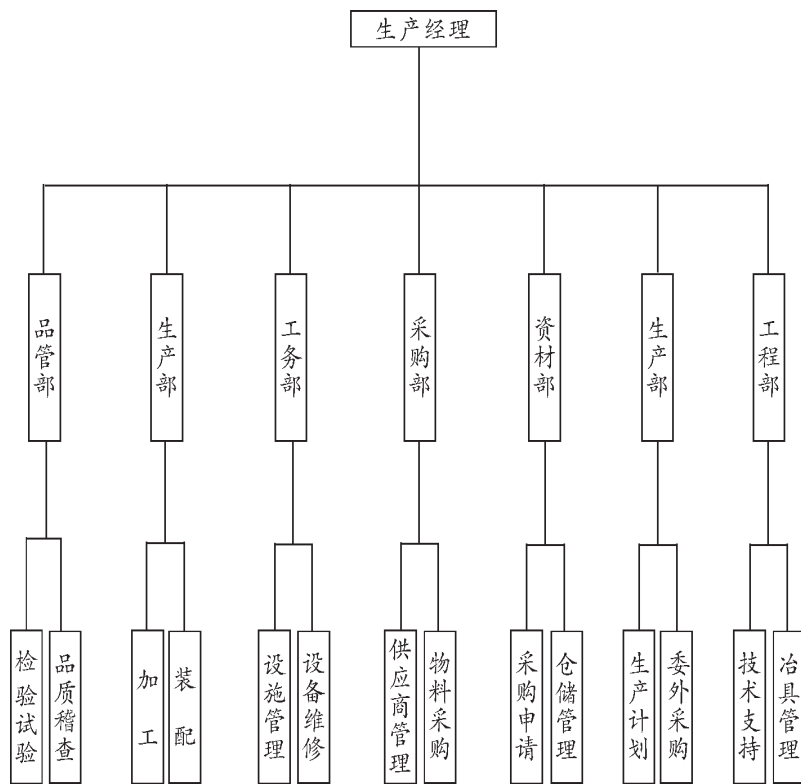 生产经理
品管部
生产部
工务部
采购部
资材部
生产部
工程部
检验试验
品质稽查
加工
装配
设施管理
设备维修
供应商管理
物料采购
采购申请
仓储管理
生产计划
委外采购
技术支持
冶具管理